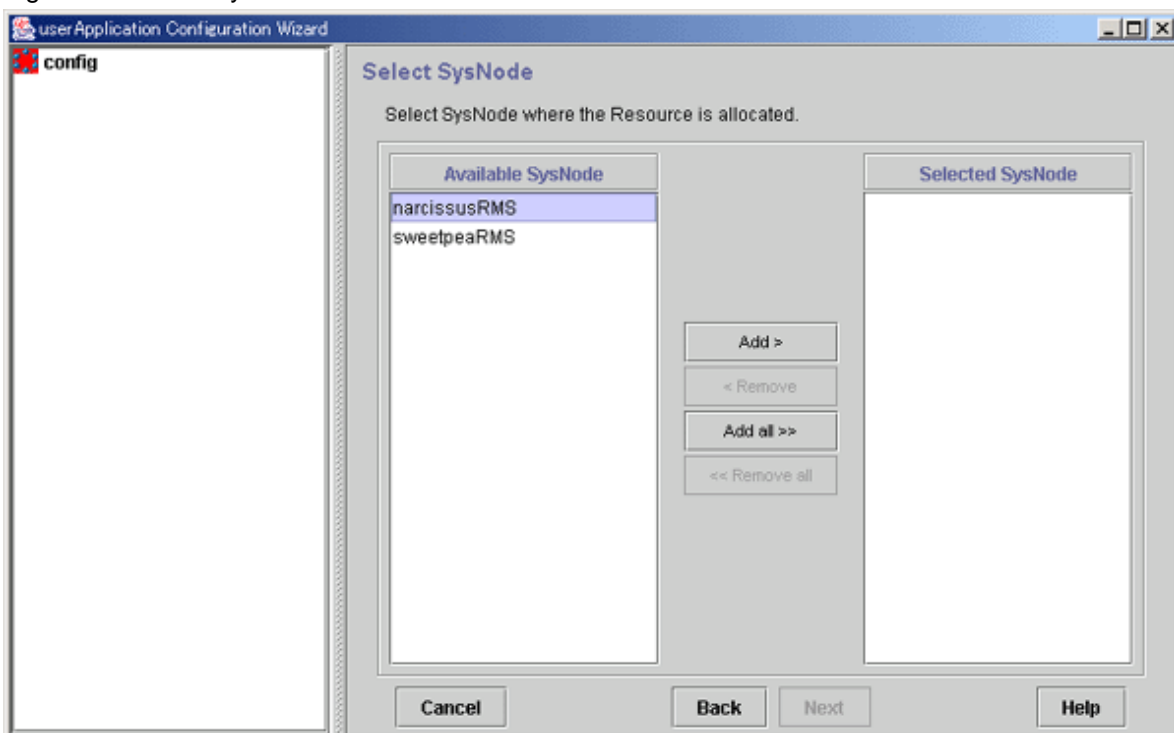 userApplication Configuration Wizard
config
Select SysNode
Select SysNode where the Resource is allocated.
Available SysNode
Selected SysNode
narcissusRMS
sweetpeaRMS
Add >
< Remove
Add all >>
<< Remove all
Cancel
Back
Next
Help